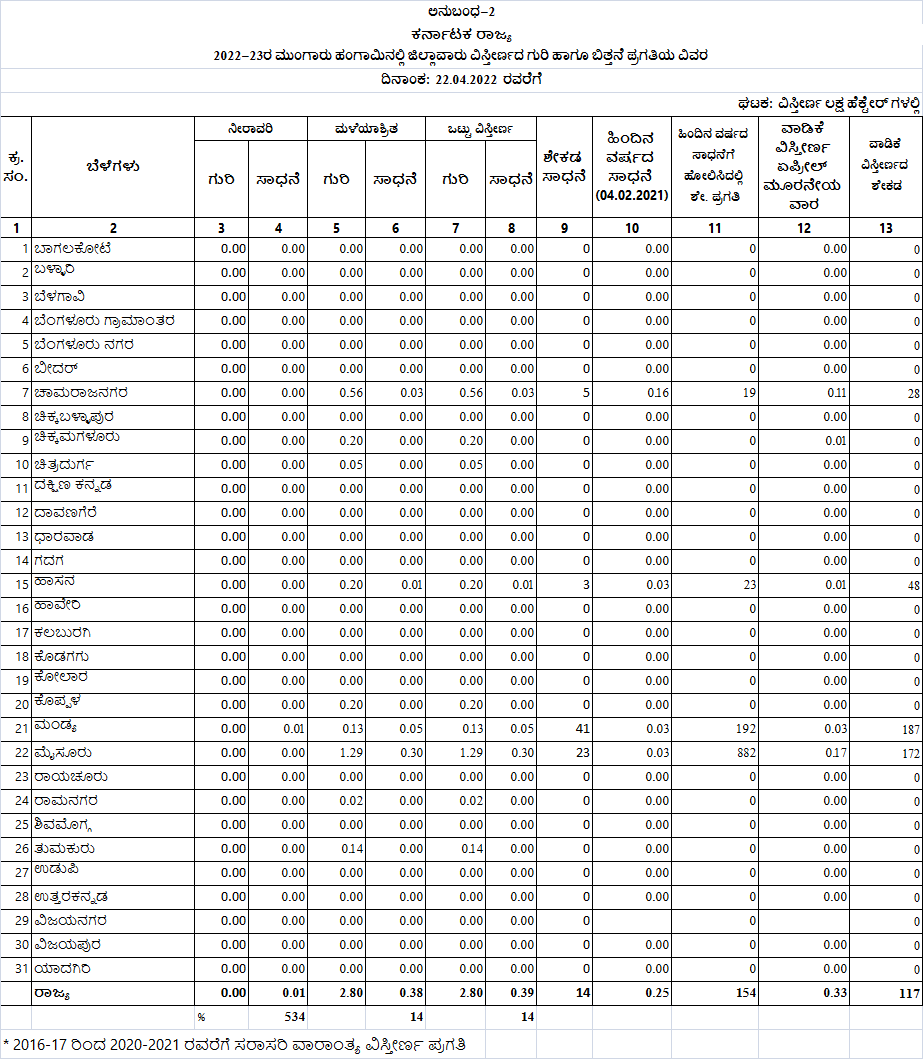 ಅನುಬಂಧ–2
ಕರ್ನಾಟಕ ರಾಜ್ಯ
2022–23ರ ಮುಂಗಾರು ಹಂಗಾಮಿನಲ್ಲಿ ಜಿಲ್ಲಾವಾರು ವಿಸ್ತೀರ್ಣದ ಗುರಿ ಹಾಗೂ ಬಿತ್ತನೆ ಪ್ರಗತಿಯ ವಿವರ
ದಿನಾಂಕ: 22.04.2022 ರವರೆಗೆ
ಘಟಕ: ವಿಸ್ತೀರ್ಣ ಲಕ್ಷ ಹೆಕ್ಟೇರ್ ಗಳಲ್ಲಿ
ಕ್ರ. ಸಂ. ಬೆಳೆಗಳು ನೀರಾವರಿ ಮಳೆಯಾಶ್ರಿತ ಒಟ್ಟು ವಿಸ್ತೀರ್ಣ ಶೇಕಡ ಸಾಧನೆ ಹಿಂದಿನ ವರ್ಷದ ಸಾಧನೆ (04.02.2021) ಹಿಂದಿನ ವರ್ಷದ ಸಾಧನೆಗೆ ಹೋಲಿಸಿದಲ್ಲಿ ಶೇ. ಪ್ರಗತಿ ವಾಡಿಕೆ ವಿಸ್ತೀರ್ಣ ಏಪ್ರೀಲ್ ಮೂರನೇಯ ವಾರ ವಾಡಿಕೆ ವಿಸ್ತೀರ್ಣದ ಶೇಕಡ
ಗುರಿ ಸಾಧನೆ ಗುರಿ ಸಾಧನೆ ಗುರಿ ಸಾಧನೆ
1 2 3 4 5 6 7 8 9 10 11 12 13
1 ಬಾಗಲಕೋಟೆ 0.00 0.00 0.00 0.00 0.00 0.00 0 0.00 0 0.00 0
2 ಬಳ್ಳಾರಿ 0.00 0.00 0.00 0.00 0.00 0.00 0 0.00 0 0.00 0
3 ಬೆಳಗಾವಿ 0.00 0.00 0.00 0.00 0.00 0.00 0 0.00 0 0.00 0
4 ಬೆಂಗಳೂರು ಗ್ರಾಮಾಂತರ 0.00 0.00 0.00 0.00 0.00 0.00 0 0.00 0 0.00 0
5 ಬೆಂಗಳೂರು ನಗರ 0.00 0.00 0.00 0.00 0.00 0.00 0 0.00 0 0.00 0
6 ಬೀದರ್ 0.00 0.00 0.00 0.00 0.00 0.00 0 0.00 0 0.00 0
7 ಚಾಮರಾಜನಗರ 0.00 0.00 0.56 0.03 0.56 0.03 5 0.16 19 0.11 28
8 ಚಿಕ್ಕಬಳ್ಳಾಪುರ 0.00 0.00 0.00 0.00 0.00 0.00 0 0.00 0 0.00 0
9 ಚಿಕ್ಕಮಗಳೂರು 0.00 0.00 0.20 0.00 0.20 0.00 0 0.00 0 0.01 0
10 ಚಿತ್ರದುರ್ಗ 0.00 0.00 0.05 0.00 0.05 0.00 0 0.00 0 0.00 0
11 ದಕ್ಷಿಣ ಕನ್ನಡ 0.00 0.00 0.00 0.00 0.00 0.00 0 0.00 0 0.00 0
12 ದಾವಣಗೆರೆ 0.00 0.00 0.00 0.00 0.00 0.00 0 0.00 0 0.00 0
13 ಧಾರವಾಡ 0.00 0.00 0.00 0.00 0.00 0.00 0 0.00 0 0.00 0
14 ಗದಗ 0.00 0.00 0.00 0.00 0.00 0.00 0 0.00 0 0.00 0
15 ಹಾಸನ 0.00 0.00 0.20 0.01 0.20 0.01 3 0.03 23 0.01 48
16 ಹಾವೇರಿ 0.00 0.00 0.00 0.00 0.00 0.00 0 0.00 0 0.00 0
17 ಕಲಬುರಗಿ 0.00 0.00 0.00 0.00 0.00 0.00 0 0.00 0 0.00 0
18 ಕೊಡಗಗು 0.00 0.00 0.00 0.00 0.00 0.00 0 0.00 0 0.00 0
19 ಕೋಲಾರ 0.00 0.00 0.00 0.00 0.00 0.00 0 0.00 0 0.00 0
20 ಕೊಪ್ಪಳ 0.00 0.00 0.20 0.00 0.20 0.00 0 0.00 0 0.00 0
21 ಮಂಡ್ಯ 0.00 0.01 0.13 0.05 0.13 0.05 41 0.03 192 0.03 187
22 ಮೈಸೂರು 0.00 0.00 1.29 0.30 1.29 0.30 23 0.03 882 0.17 172
23 ರಾಯಚೂರು 0.00 0.00 0.00 0.00 0.00 0.00 0 0.00 0 0.00 0
24 ರಾಮನಗರ 0.00 0.00 0.02 0.00 0.02 0.00 0 0.00 0 0.00 0
25 ಶಿವಮೊಗ್ಗ 0.00 0.00 0.00 0.00 0.00 0.00 0 0.00 0 0.00 0
26 ತುಮಕುರು 0.00 0.00 0.14 0.00 0.14 0.00 0 0.00 0 0.00 0
27 ಉಡುಪಿ 0.00 0.00 0.00 0.00 0.00 0.00 0 0.00 0 0.00 0
28 ಉತ್ತರಕನ್ನಡ 0.00 0.00 0.00 0.00 0.00 0.00 0 0.00 0 0.00 0
29 ವಿಜಯನಗರ 0.00 0.00 0.00 0.00 0.00 0.00 0 0 0
30 ವಿಜಯಪುರ 0.00 0.00 0.00 0.00 0.00 0.00 0 0.00 0 0.00 0
31 ಯಾದಗಿರಿ 0.00 0.00 0.00 0.00 0.00 0.00 0 0.00 0 0.00 0
ರಾಜ್ಯ 0.00 0.01 2.80 0.38 2.80 0.39 14 0.25 154 0.33 117
% 534 14 14
* 2016-17 ರಿಂದ 2020-2021 ರವರೆಗೆ ಸರಾಸರಿ ವಾರಾಂತ್ಯ ವಿಸ್ತೀರ್ಣ ಪ್ರಗತಿ